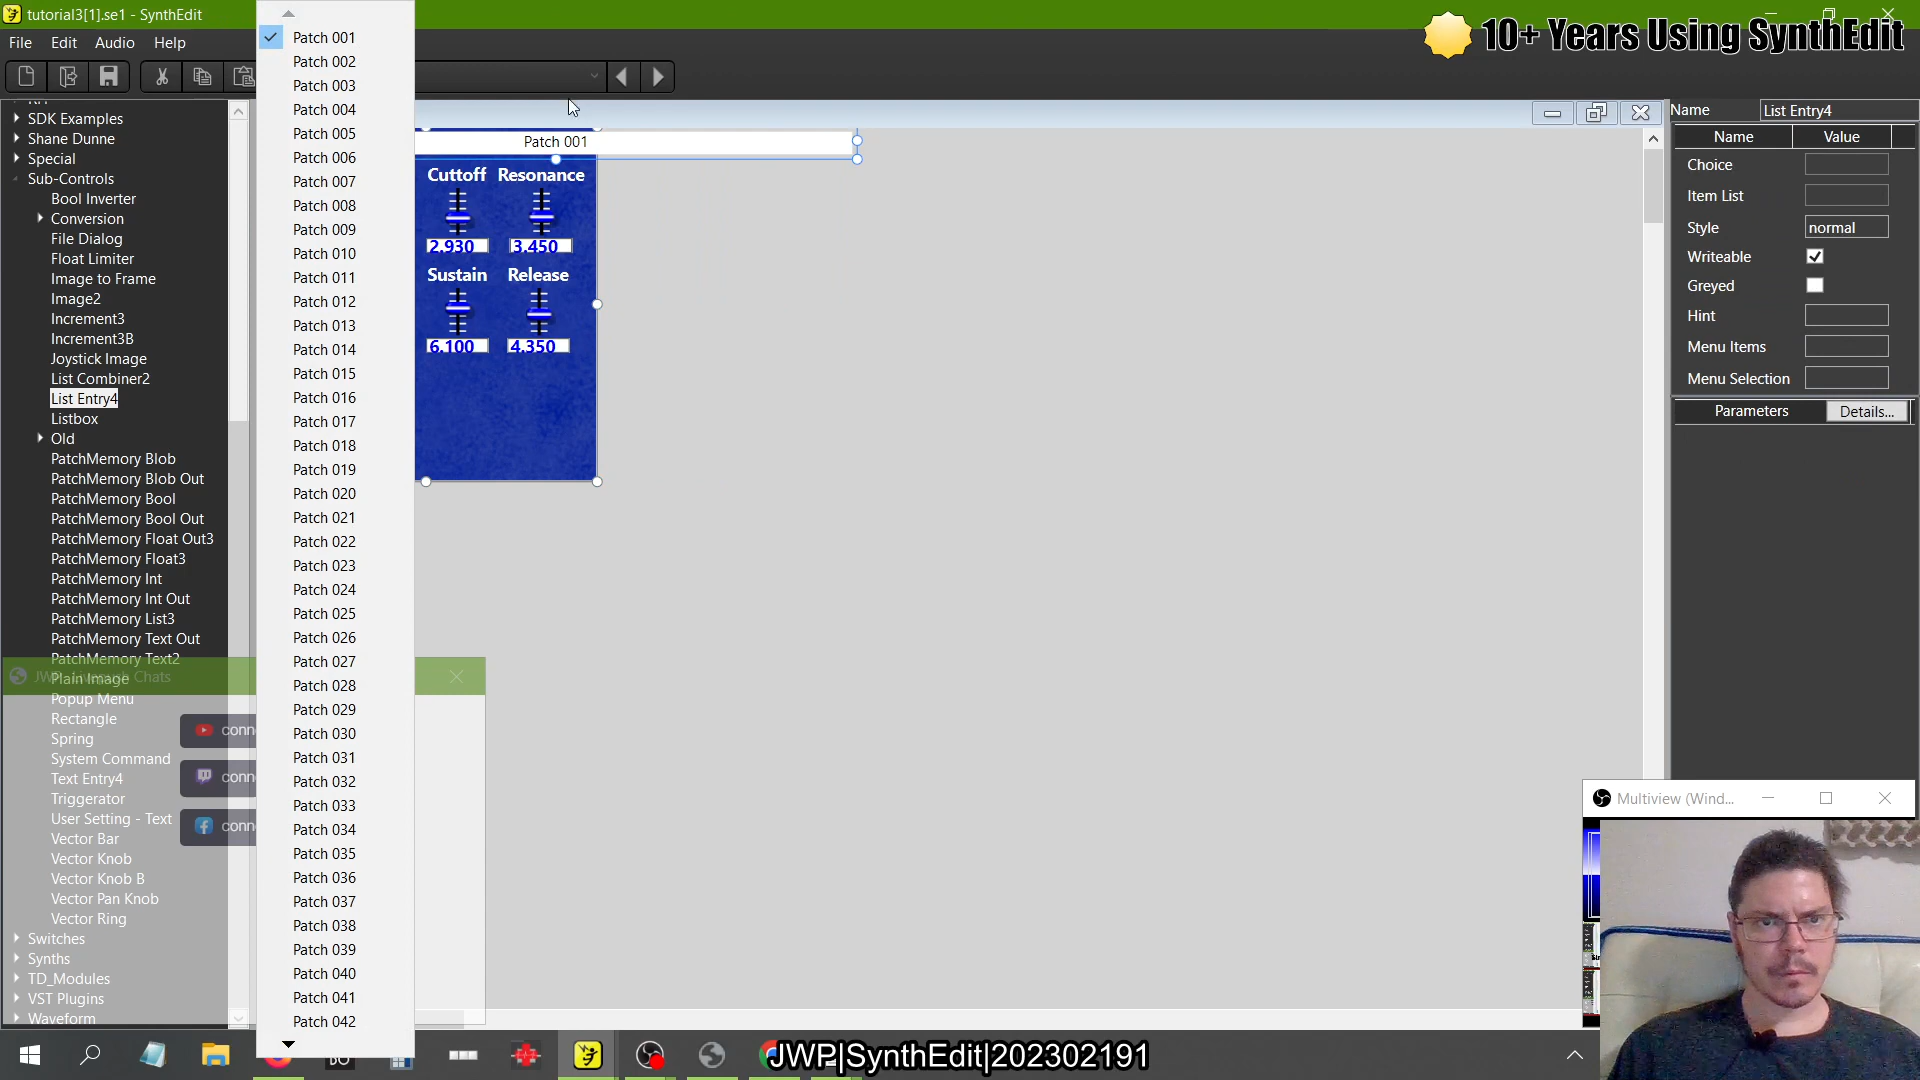 tutorial3[1].se1 - SynthEdit
10+ Years Using SynthEdit
File Edit Audio Help
SDK Examples
Shane Dunne
Special
Sub-Controls
Bool Inverter
Conversion
File Dialog
Float Limiter
Image to Frame
Image2
Increment3
Increment3B
Joystick Image
List Combiner2
List Entry4
Listbox
Old
PatchMemory Blob
PatchMemory Blob Out
PatchMemory Bool
PatchMemory Bool Out
PatchMemory Float Out3
PatchMemory Float3
PatchMemory Int
PatchMemory Int Out
PatchMemory List3
PatchMemory Text Out
PatchMemory Text2
Plain Image
Popup Menu
Rectangle
Spring
System Command
Text Entry4
Triggerator
User Setting - Text
Vector Bar
Vector Knob
Vector Knob B
Vector Pan Knob
Vector Ring
Switches
Synths
TD_Modules
VST Plugins
Waveform
Chats
conn
conn
conn
Patch 001
Patch 002
Patch 003
Patch 004
Patch 005
Patch 006
Patch 007
Patch 008
Patch 009
Patch 010
Patch 011
Patch 012
Patch 013
Patch 014
Patch 015
Patch 016
Patch 017
Patch 018
Patch 019
Patch 020
Patch 021
Patch 022
Patch 023
Patch 024
Patch 025
Patch 026
Patch 027
Patch 028
Patch 029
Patch 030
Patch 031
Patch 032
Patch 033
Patch 034
Patch 035
Patch 036
Patch 037
Patch 038
Patch 039
Patch 040
Patch 041
Patch 042
Patch 001
Cuttoff Resonance
2.930 3.450
Sustain Release
6.100 4.350
Name List Entry4
Name Value
Choice
Item List
Style normal
Writeable
Greyed
Hint
Menu Items
Menu Selection
Parameters Details...
Multiview (Wind...
JWP|SynthEdit|202302191